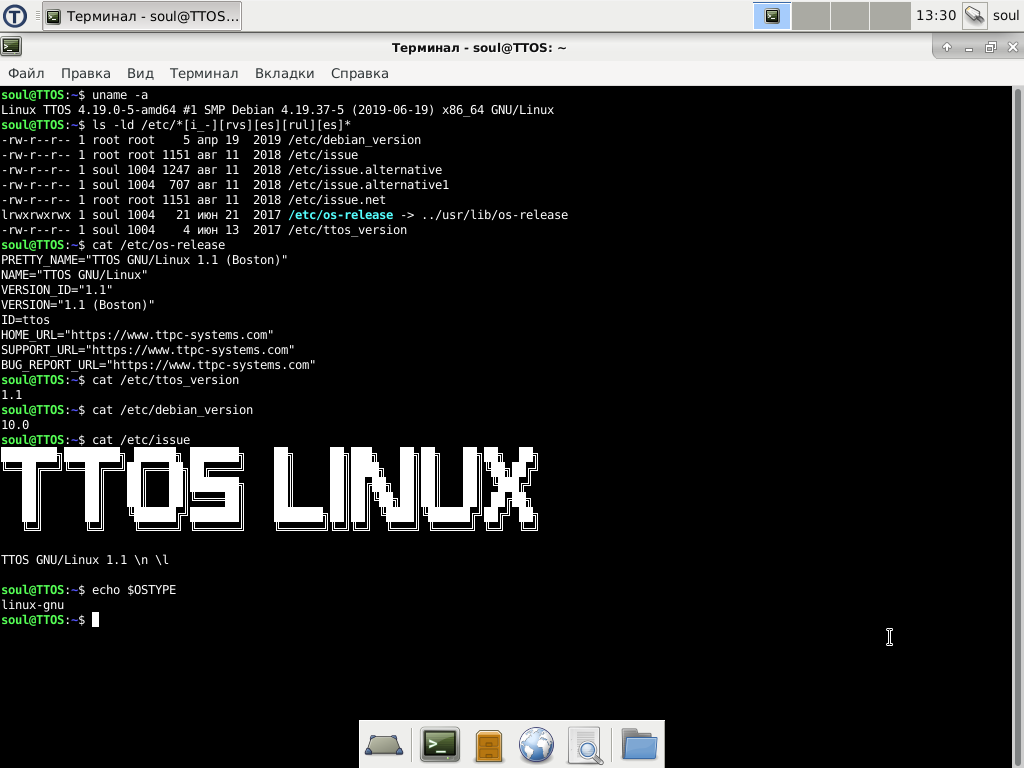 Терминал - soul@TTOS...
13:30
soul
Терминал - soul@TTOS: ~
Файл Правка Вид Терминал Вкладки Справка
soul@TTOS:~$ uname -a
Linux TTOS 4.19.0-5-amd64 #1 SMP Debian 4.19.37-5 (2019-06-19) x86_64 GNU/Linux
soul@TTOS:~$ ls -ld /etc/*[i_-][rvs][es][rul][es]*
-rw-r--r-- 1 root root    5 апр 19  2019 /etc/debian_version
-rw-r--r-- 1 root root 1151 авг 11  2018 /etc/issue
-rw-r--r-- 1 soul 1004 1247 авг 11  2018 /etc/issue.alternative
-rw-r--r-- 1 soul 1004  707 авг 11  2018 /etc/issue.alternative1
-rw-r--r-- 1 root root 1151 авг 11  2018 /etc/issue.net
lrwxrwxrwx 1 soul 1004   21 июн 21  2017 /etc/os-release -> ../usr/lib/os-release
-rw-r--r-- 1 soul 1004    4 июн 13  2017 /etc/ttos_version
soul@TTOS:~$ cat /etc/os-release
PRETTY_NAME="TTOS GNU/Linux 1.1 (Boston)"
NAME="TTOS GNU/Linux"
VERSION_ID="1.1"
VERSION="1.1 (Boston)"
ID=ttos
HOME_URL="https://www.ttpc-systems.com"
SUPPORT_URL="https://www.ttpc-systems.com"
BUG_REPORT_URL="https://www.ttpc-systems.com"
soul@TTOS:~$ cat /etc/ttos_version
1.1
soul@TTOS:~$ cat /etc/debian_version
10.0
soul@TTOS:~$ cat /etc/issue
TTOS LINUX
TTOS GNU/Linux 1.1 \n \l
soul@TTOS:~$ echo $OSTYPE
linux-gnu
soul@TTOS:~$